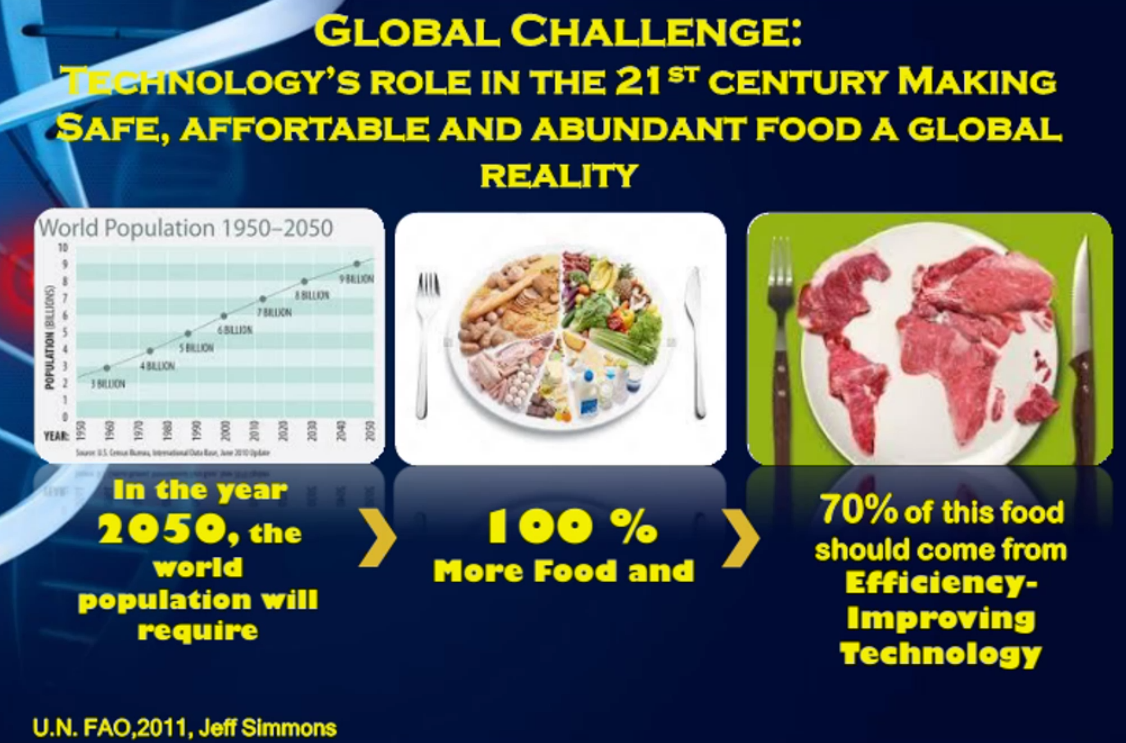 GLOBAL CHALLENGE:
TECHNOLOGY'S ROLE IN THE 21ST CENTURY MAKING
SAFE, AFFORTABLE AND ABUNDANT FOOD A GLOBAL
REALITY
World Population 1950–2050
POPULATION (BILLIONS)
10
9
8
7
6
5
4
3
2
1
0
3 BILLION
4 BILLION
5 BILLION
6 BILLION
7 BILLION
8 BILLION
9 BILLION
YEAR: 1950 1960 1970 1980 1990 2000 2010 2020 2030 2040 2050
Source: U.S. Census Bureau, International Data Base, June 2010 Update
In the year
2050, the
world
population will
require
100 %
More Food and
70% of this food
should come from
Efficiency-
Improving
Technology
U.N. FAO,2011, Jeff Simmons